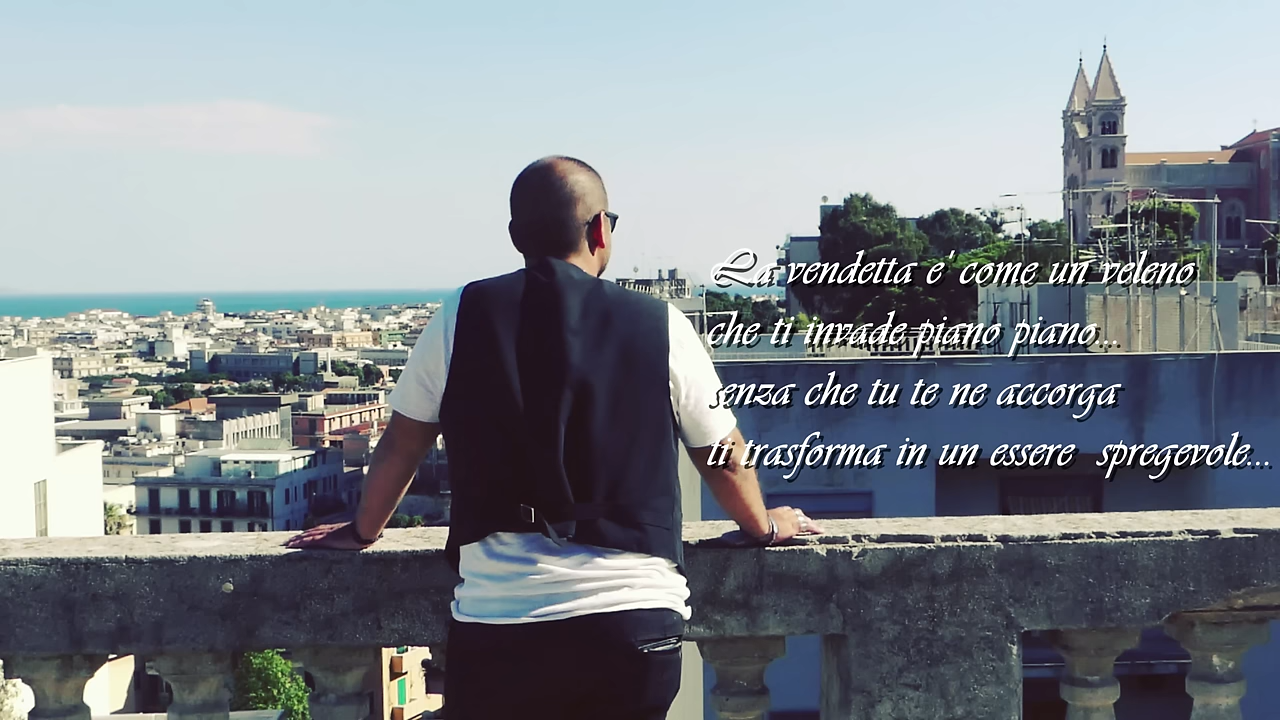 La vendetta e' come un veleno
che ti invade piano piano...
senza che tu te ne accorga
ti trasforma in un essere spregevole...